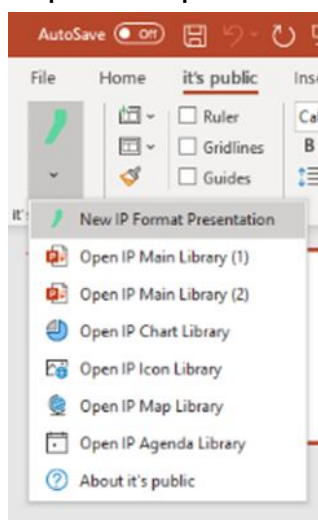 AutoSave Off
File Home it's public Ins
Ruler Cal
Gridlines B
Guides
it'
New IP Format Presentation
Open IP Main Library (1)
Open IP Main Library (2)
Open IP Chart Library
Open IP Icon Library
Open IP Map Library
Open IP Agenda Library
About it's public